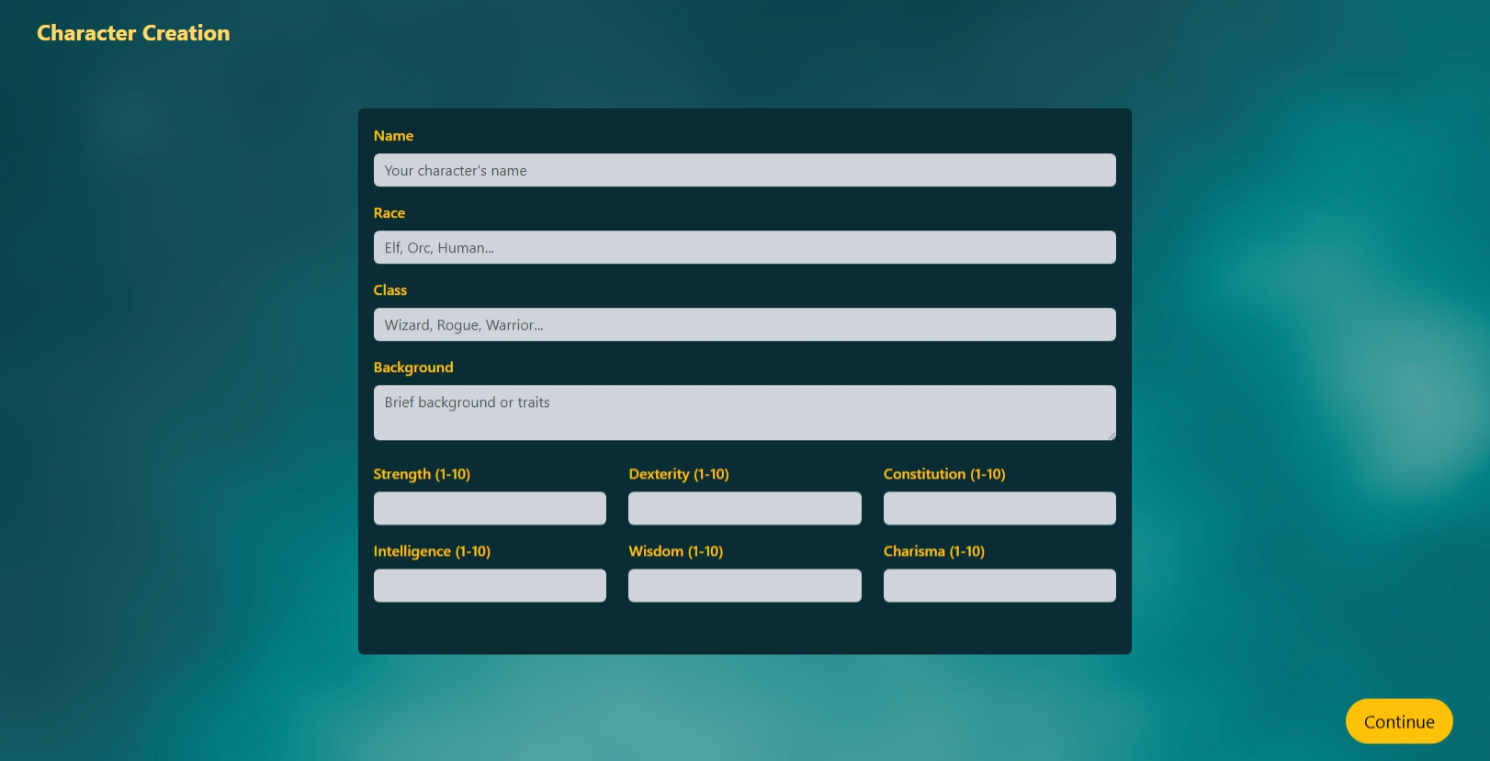 Character Creation
Name
Your character's name
Race
Elf, Orc, Human...
Class
Wizard, Rogue, Warrior...
Background
Brief background or traits
Strength (1-10)
Dexterity (1-10)
Constitution (1-10)
Intelligence (1-10)
Wisdom (1-10)
Charisma (1-10)
Continue